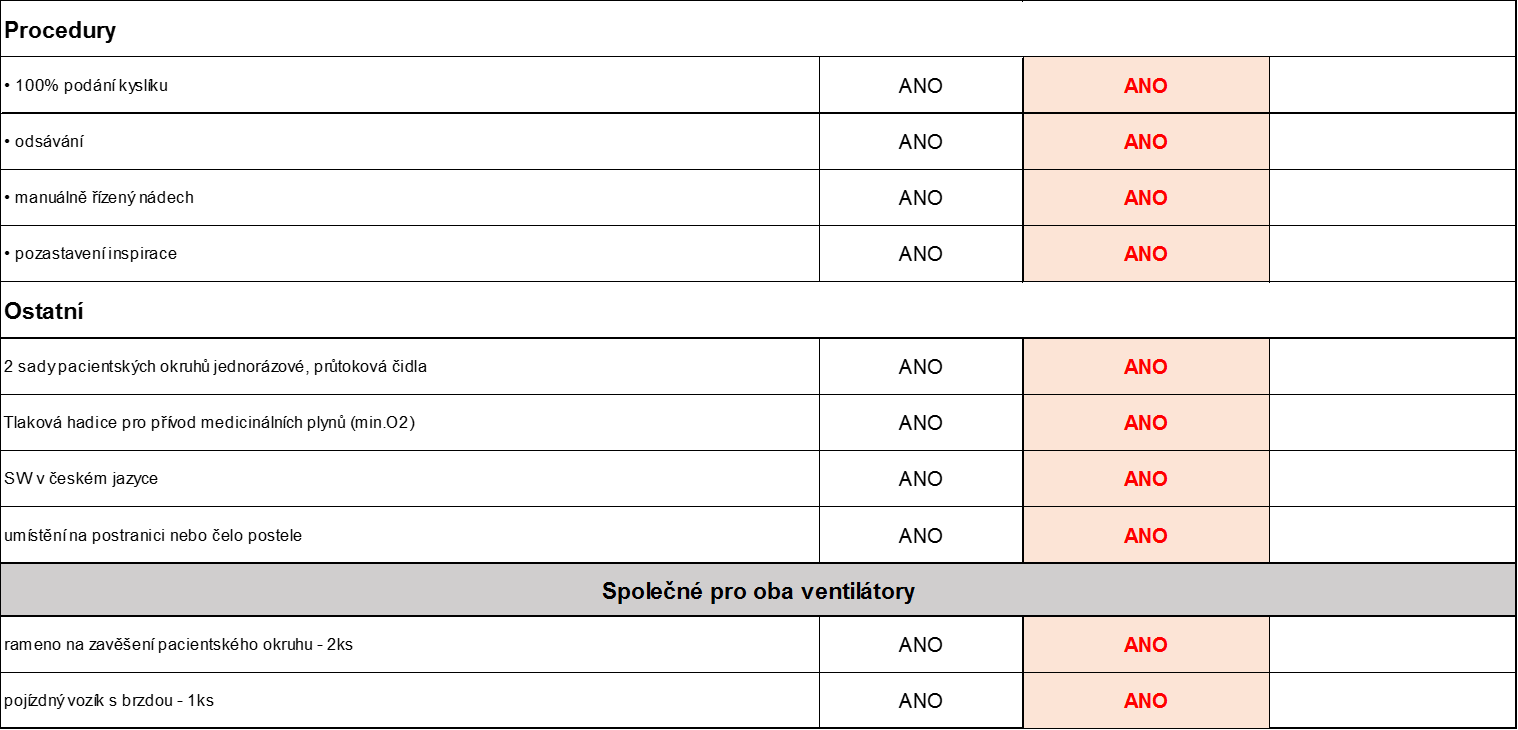 Procedury
• 100% podání kyslíku ANO ANO
• odsávání ANO ANO
• manuálně řízený nádech ANO ANO
• pozastavení inspirace ANO ANO
Ostatní
2 sady pacientských okruhů jednorázové, průtoková čidla ANO ANO
Tlaková hadice pro přívod medicinálních plynů (min.O2) ANO ANO
SW v českém jazyce ANO ANO
umístění na postranici nebo čelo postele ANO ANO
Společné pro oba ventilátory
rameno na zavěšení pacientského okruhu - 2ks ANO ANO
pojízdný vozík s brzdou - 1ks ANO ANO